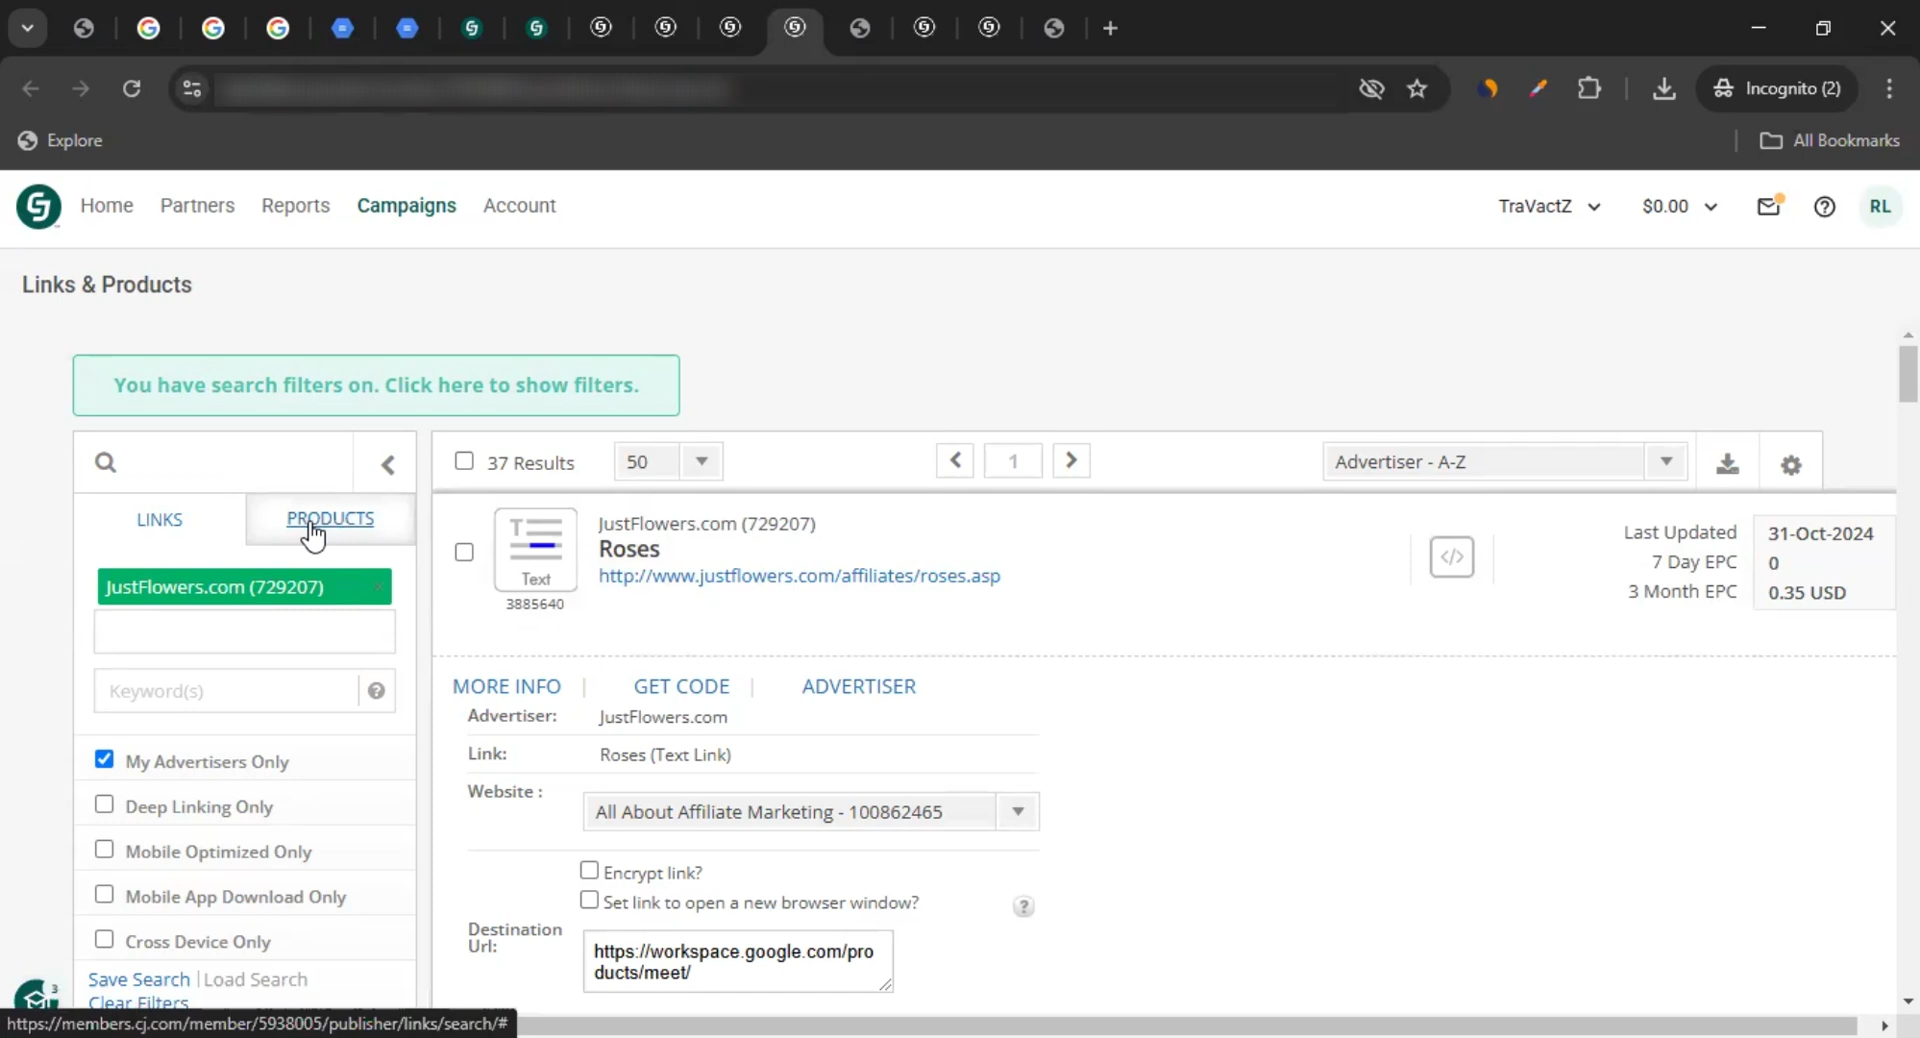 Incognito (2)
Explore
All Bookmarks
Home
Partners
Reports
Campaigns
Account
TraVactZ
$0.00
RL
Links & Products
You have search filters on. Click here to show filters.
37 Results
50
1
Advertiser - A-Z
LINKS
PRODUCTS
JustFlowers.com (729207)
×
Keyword(s)
?
My Advertisers Only
Deep Linking Only
Mobile Optimized Only
Mobile App Download Only
Cross Device Only
Save Search | Load Search
Clear Filters
3
Text
3885640
JustFlowers.com (729207)
Roses
http://www.justflowers.com/affiliates/roses.asp
</>
Last Updated 31-Oct-2024
7 Day EPC 0
3 Month EPC 0.35 USD
MORE INFO | GET CODE | ADVERTISER
Advertiser: JustFlowers.com
Link: Roses (Text Link)
Website : All About Affiliate Marketing - 100862465
Encrypt link?
Set link to open a new browser window?
?
Destination
Url:
https://workspace.google.com/pro
ducts/meet/
https://members.cj.com/member/5938005/publisher/links/search/#